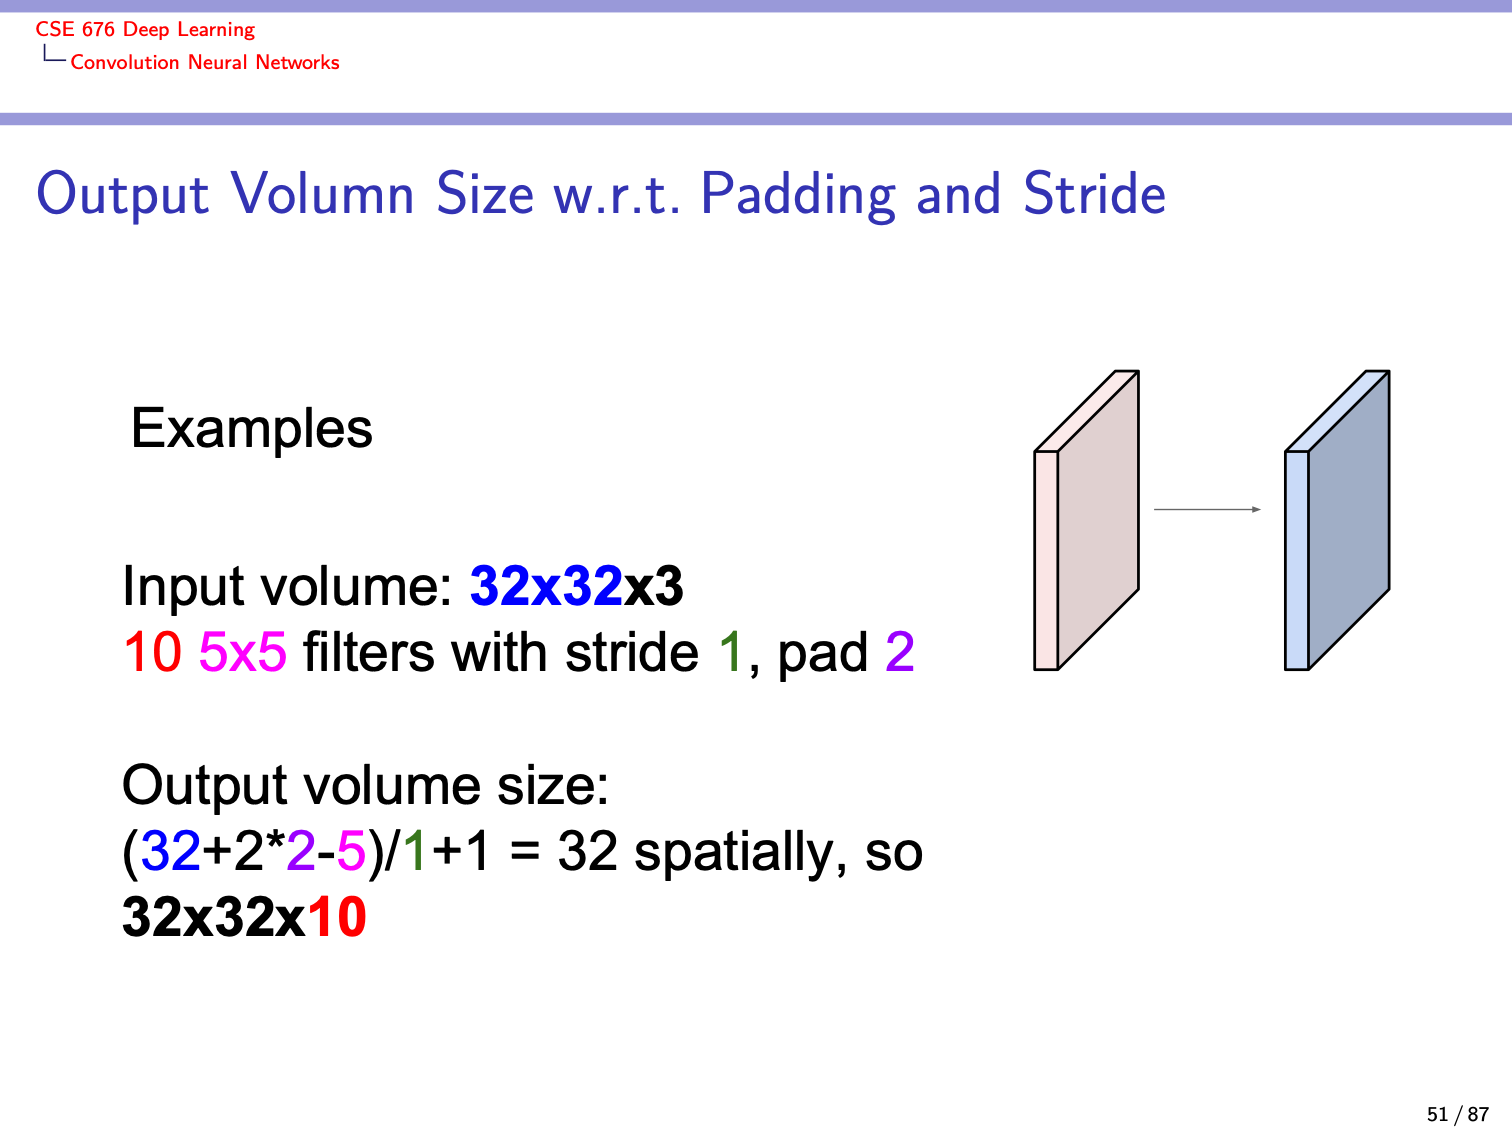 CSE 676 Deep Learning
Convolution Neural Networks
Output Volumn Size w.r.t. Padding and Stride
Examples
Input volume: 32x32x3
10 5x5 filters with stride 1, pad 2
Output volume size:
(32+2*2-5)/1+1 = 32 spatially, so
32x32x10
51 / 87